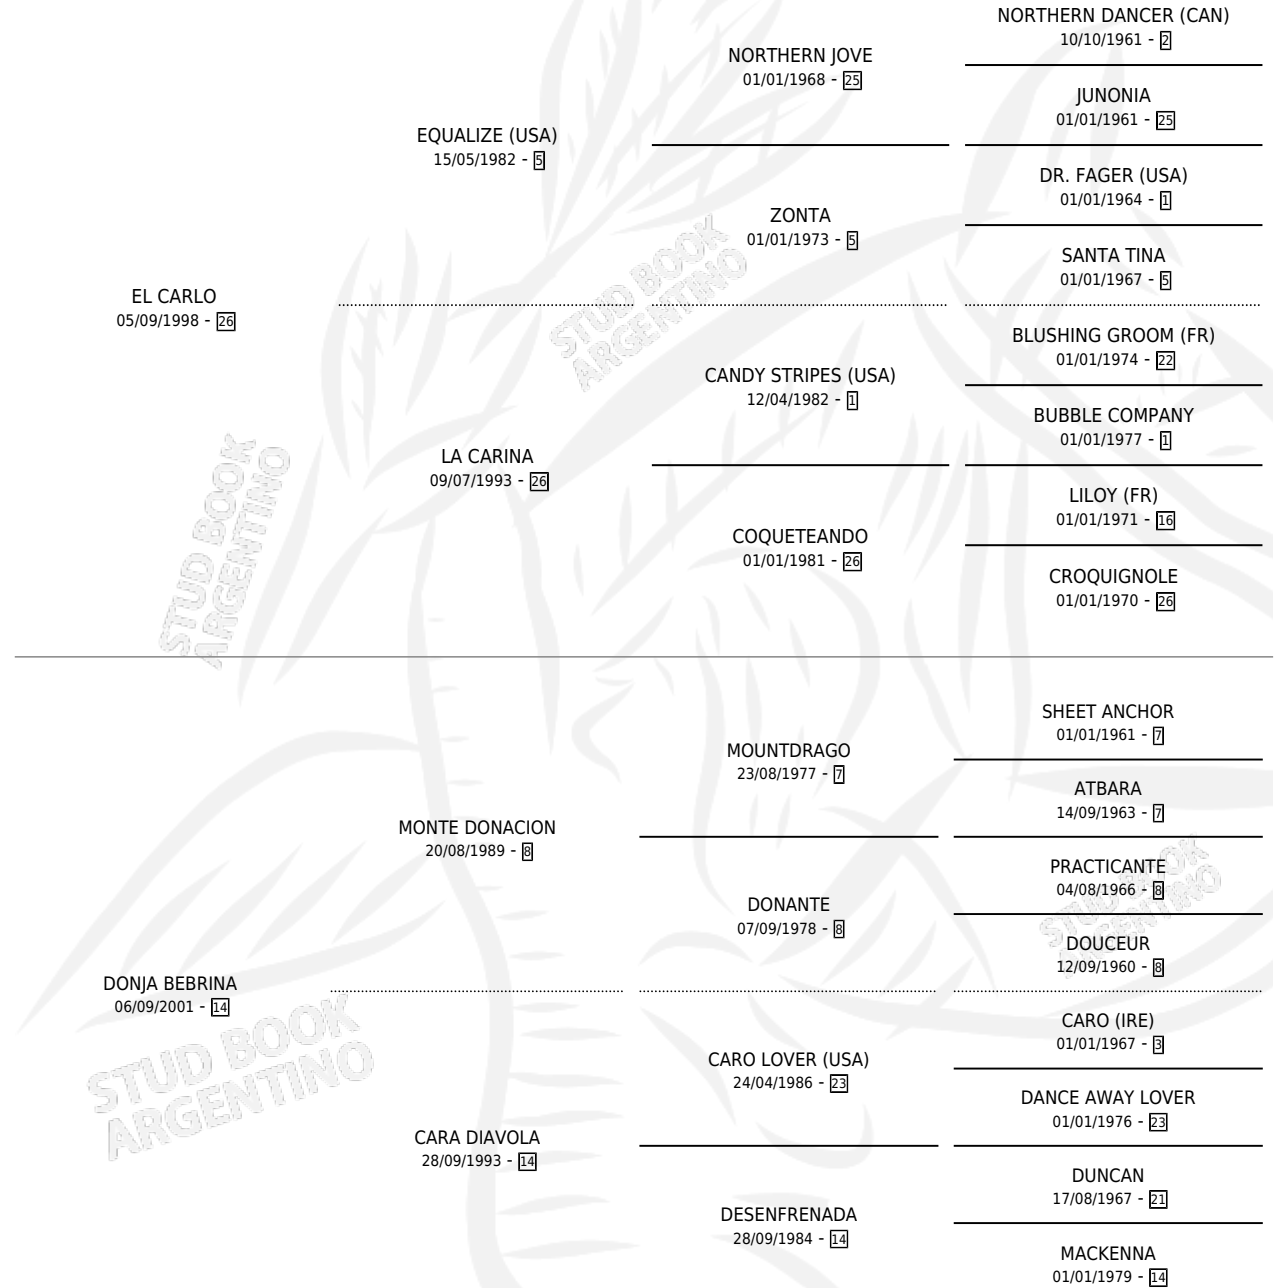 NORTHERN DANCER (CAN)
10/10/1961 - 2
NORTHERN JOVE
01/01/1968 - 25
JUNONIA
01/01/1961 - 25
EQUALIZE (USA)
15/05/1982 - 5
DR. FAGER (USA)
01/01/1964 - 1
ZONTA
01/01/1973 - 5
SANTA TINA
01/01/1967 - 5
EL CARLO
05/09/1998 - 26
BLUSHING GROOM (FR)
01/01/1974 - 22
CANDY STRIPES (USA)
12/04/1982 - 1
BUBBLE COMPANY
01/01/1977 - 1
LA CARINA
09/07/1993 - 26
LILOY (FR)
01/01/1971 - 16
COQUETEANDO
01/01/1981 - 26
CROQUIGNOLE
01/01/1970 - 26
SHEET ANCHOR
01/01/1961 - 7
MOUNTDRAGO
23/08/1977 - 7
ATBARA
14/09/1963 - 7
MONTE DONACION
20/08/1989 - 8
PRACTICANTE
04/08/1966 - 8
DONANTE
07/09/1978 - 8
DOUCEUR
12/09/1960 - 8
DONJA BEBRINA
06/09/2001 - 14
CARO (IRE)
01/01/1967 - 3
CARO LOVER (USA)
24/04/1986 - 23
DANCE AWAY LOVER
01/01/1976 - 23
CARA DIAVOLA
28/09/1993 - 14
DUNCAN
17/08/1967 - 21
DESENFRENADA
28/09/1984 - 14
MACKENNA
01/01/1979 - 14
STUD BOOK
ARGENTINO
STUD BOOK
ARGENTINO
STUD BOOK
ARGENTINO
STUD BOOK
ARGENTINO